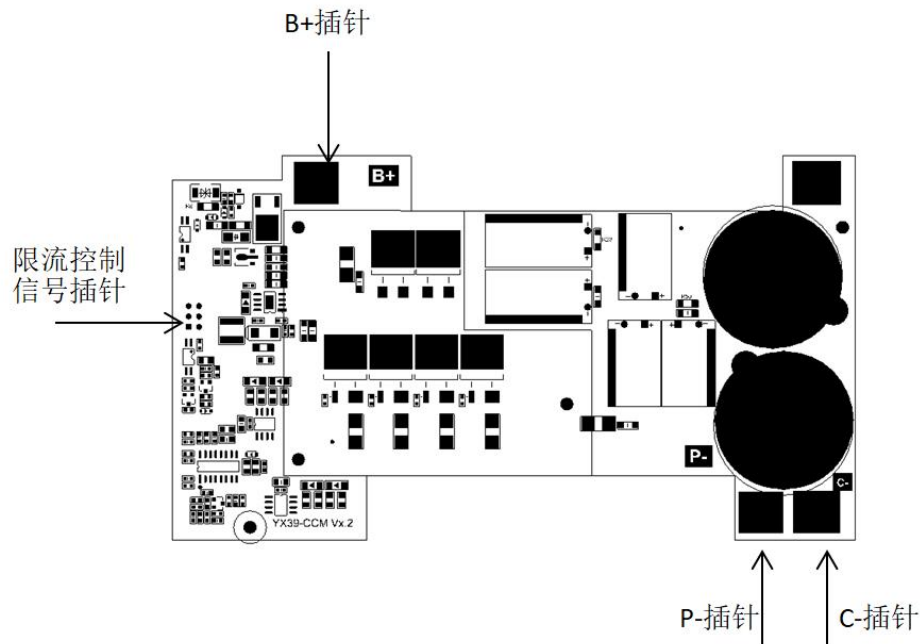 B+插针
B+
限流控制
信号插针
P-
C-
YX39-CCM Vx.2
P-插针
C-插针